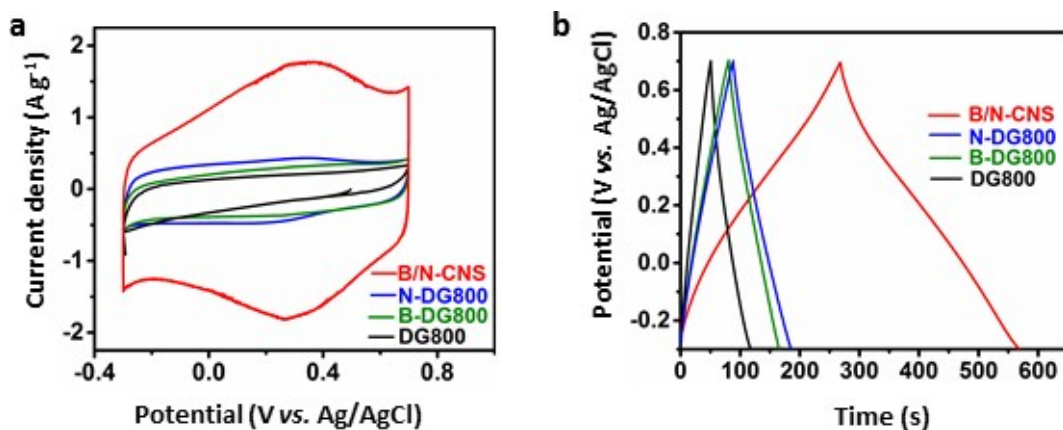 a
Current density (A g⁻¹)
2
1
0
-1
-2
B/N-CNS
N-DG800
B-DG800
DG800
-0.4
0.0
0.4
0.8
Potential (V vs. Ag/AgCl)
b
Potential (V vs. Ag/AgCl)
0.8
0.6
0.4
0.2
0.0
-0.2
B/N-CNS
N-DG800
B-DG800
DG800
0
100
200
300
400
500
600
Time (s)